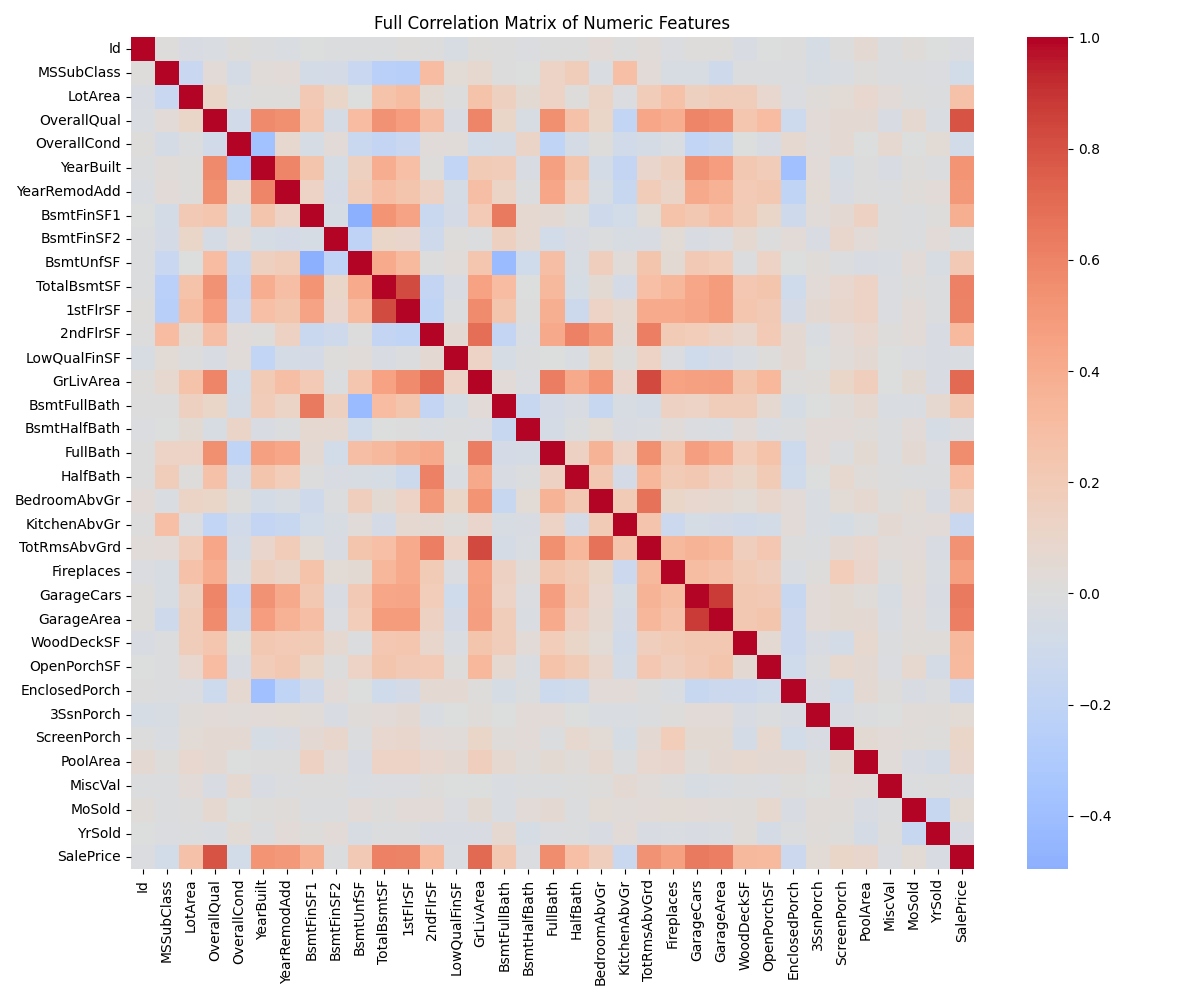 Full Correlation Matrix of Numeric Features
Id
MSSubClass
LotArea
OverallQual
OverallCond
YearBuilt
YearRemodAdd
BsmtFinSF1
BsmtFinSF2
BsmtUnfSF
TotalBsmtSF
1stFlrSF
2ndFlrSF
LowQualFinSF
GrLivArea
BsmtFullBath
BsmtHalfBath
FullBath
HalfBath
BedroomAbvGr
KitchenAbvGr
TotRmsAbvGrd
Fireplaces
GarageCars
GarageArea
WoodDeckSF
OpenPorchSF
EnclosedPorch
3SsnPorch
ScreenPorch
PoolArea
MiscVal
MoSold
YrSold
SalePrice
Id
MSSubClass
LotArea
OverallQual
OverallCond
YearBuilt
YearRemodAdd
BsmtFinSF1
BsmtFinSF2
BsmtUnfSF
TotalBsmtSF
1stFlrSF
2ndFlrSF
LowQualFinSF
GrLivArea
BsmtFullBath
BsmtHalfBath
FullBath
HalfBath
BedroomAbvGr
KitchenAbvGr
TotRmsAbvGrd
Fireplaces
GarageCars
GarageArea
WoodDeckSF
OpenPorchSF
EnclosedPorch
3SsnPorch
ScreenPorch
PoolArea
MiscVal
MoSold
YrSold
SalePrice
1.0
0.8
0.6
0.4
0.2
0.0
−0.2
−0.4